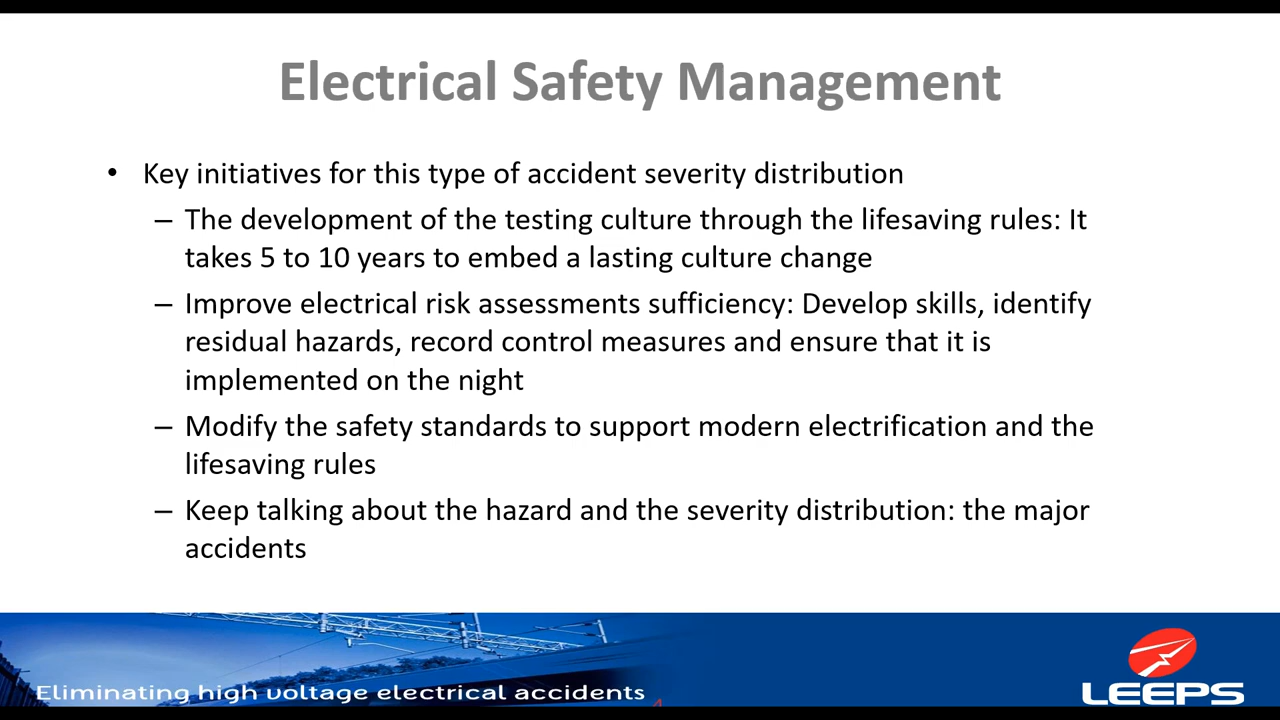 Electrical Safety Management
• Key initiatives for this type of accident severity distribution
– The development of the testing culture through the lifesaving rules: It
takes 5 to 10 years to embed a lasting culture change
– Improve electrical risk assessments sufficiency: Develop skills, identify
residual hazards, record control measures and ensure that it is
implemented on the night
– Modify the safety standards to support modern electrification and the
lifesaving rules
– Keep talking about the hazard and the severity distribution: the major
accidents
Eliminating high voltage electrical accidents
4
LEEPS